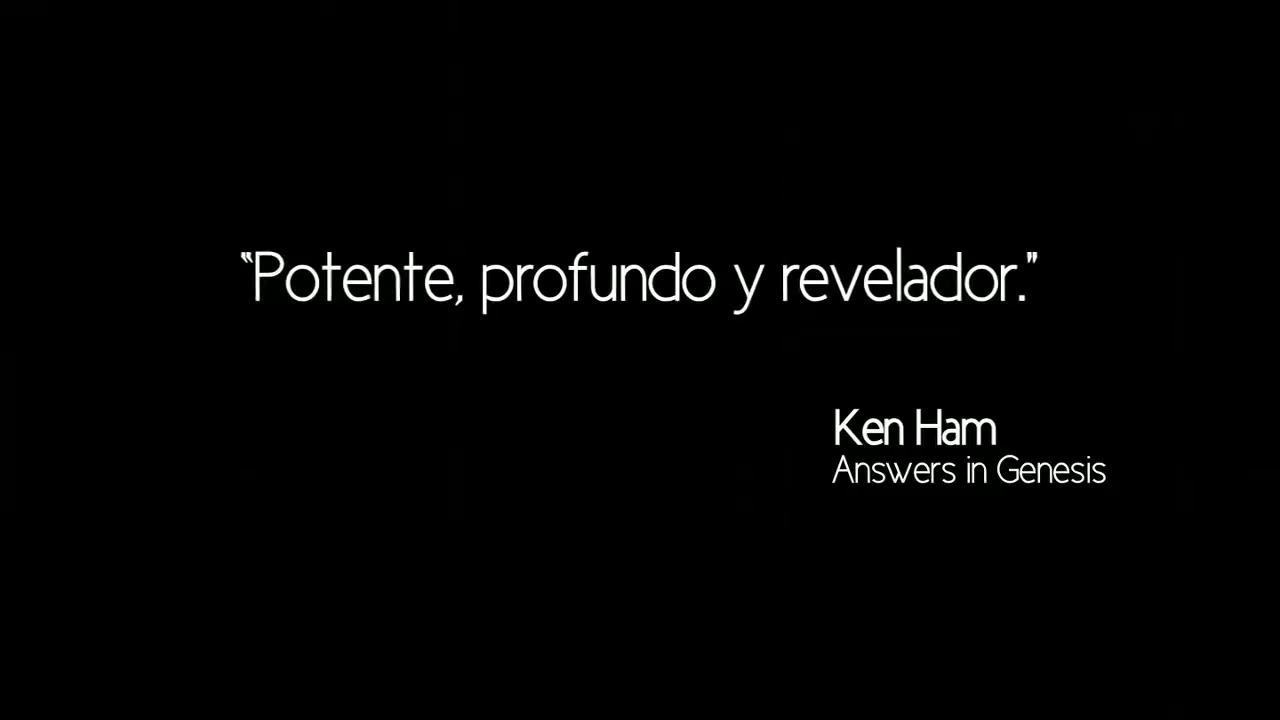 “Potente, profundo y revelador.”
Ken Ham
Answers in Genesis